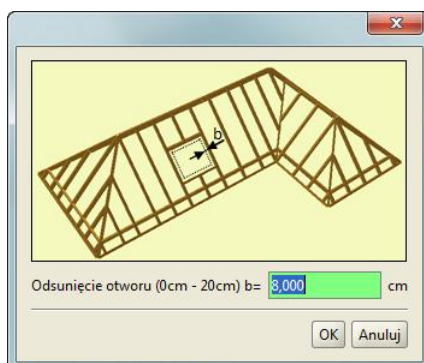 b
Odsunięcie otworu (0cm - 20cm) b= 8,000 cm
OK Anuluj